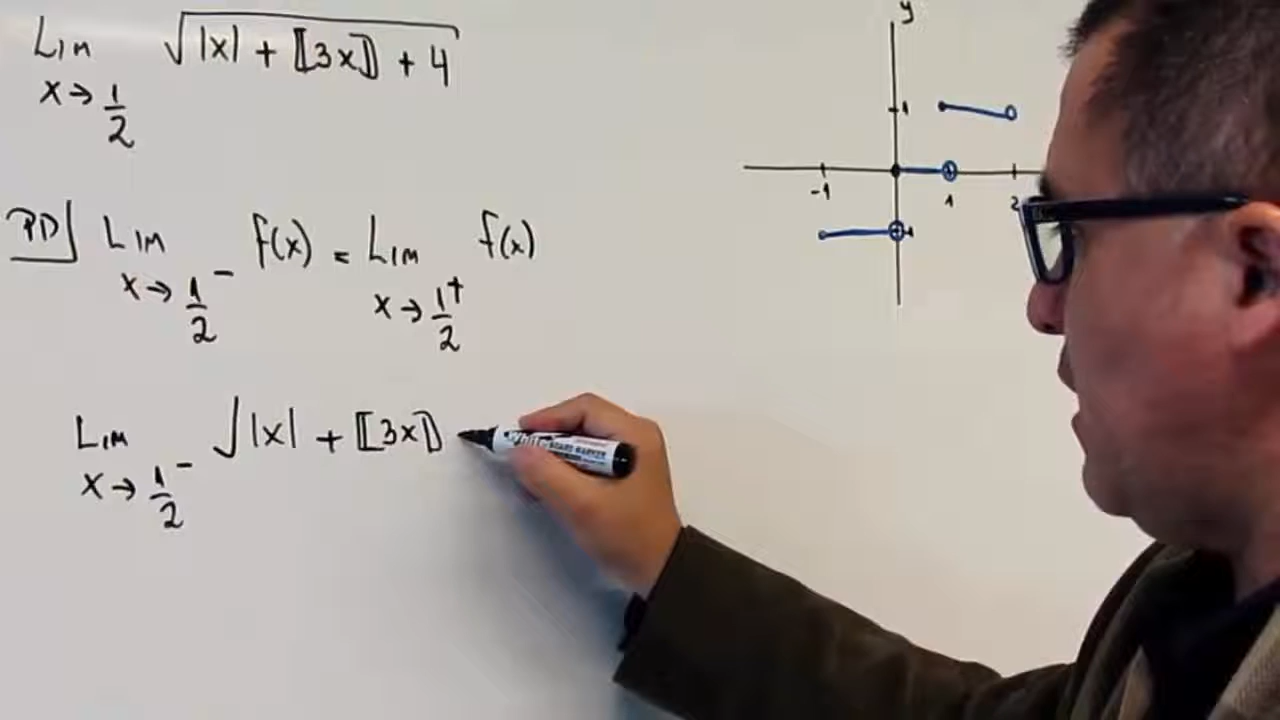 Lim √|x| + ⟦3x⟧ + 4
x→ 1/2
PD] Lim f(x) = Lim f(x)
x→ 1/2⁻ x→ 1/2⁺
Lim √|x| + ⟦3x⟧
x→ 1/2⁻
y
1
-1 1 2